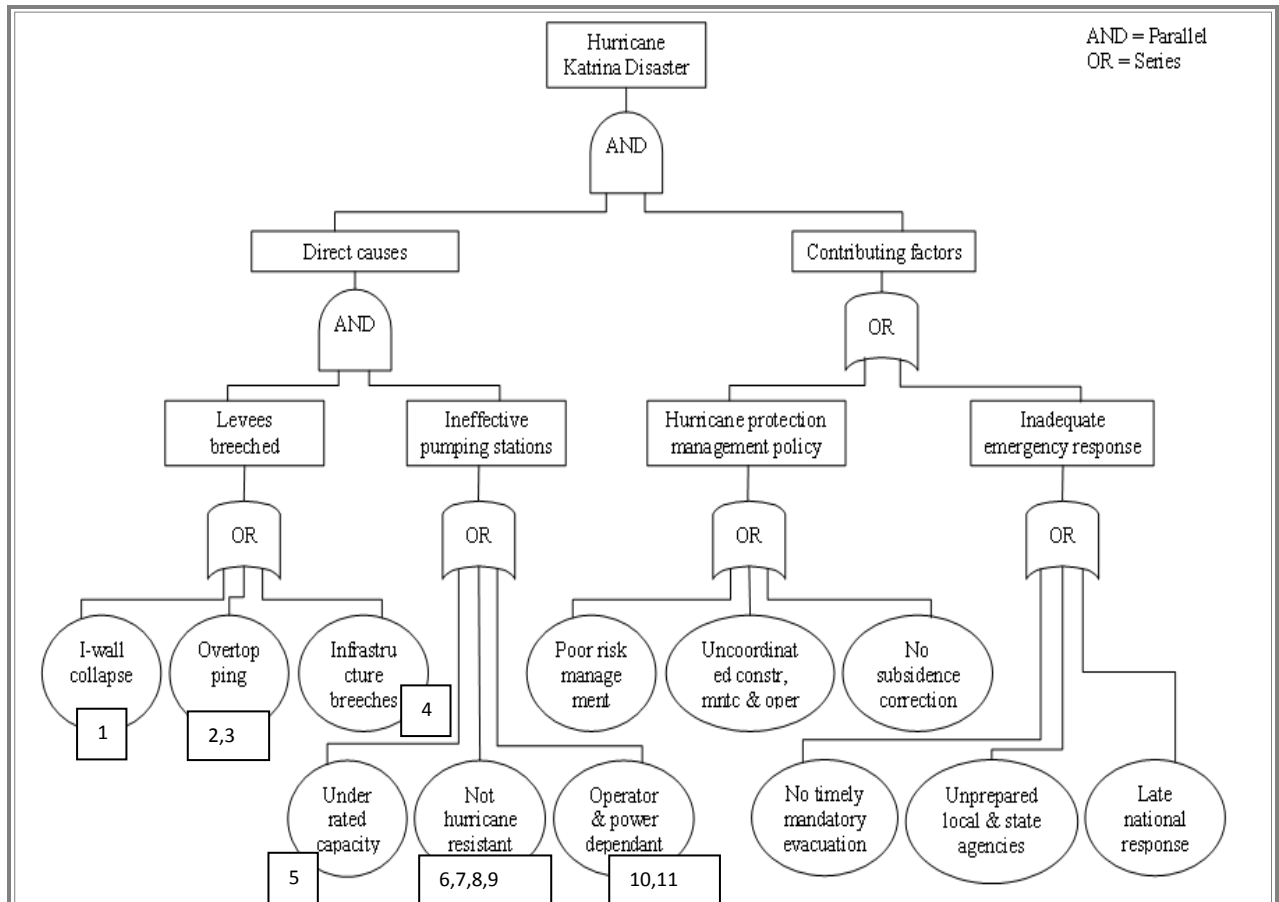 Hurricane
Katrina Disaster
AND = Parallel
OR = Series
AND
Direct causes
Contributing factors
AND
OR
Levees
breeched
Ineffective
pumping stations
Hurricane protection
management policy
Inadequate
emergency response
OR
OR
OR
OR
I-wall
collapse
1
Overtop
ping
2,3
Infrastru
cture
breeches
4
Poor risk
manage
ment
Uncoordinat
ed constr,
mntc & oper
No
subsidence
correction
Under
rated
capacity
5
Not
hurricane
resistant
6,7,8,9
Operator
& power
dependant
10,11
No timely
mandatory
evacuation
Unprepared
local & state
agencies
Late
national
response